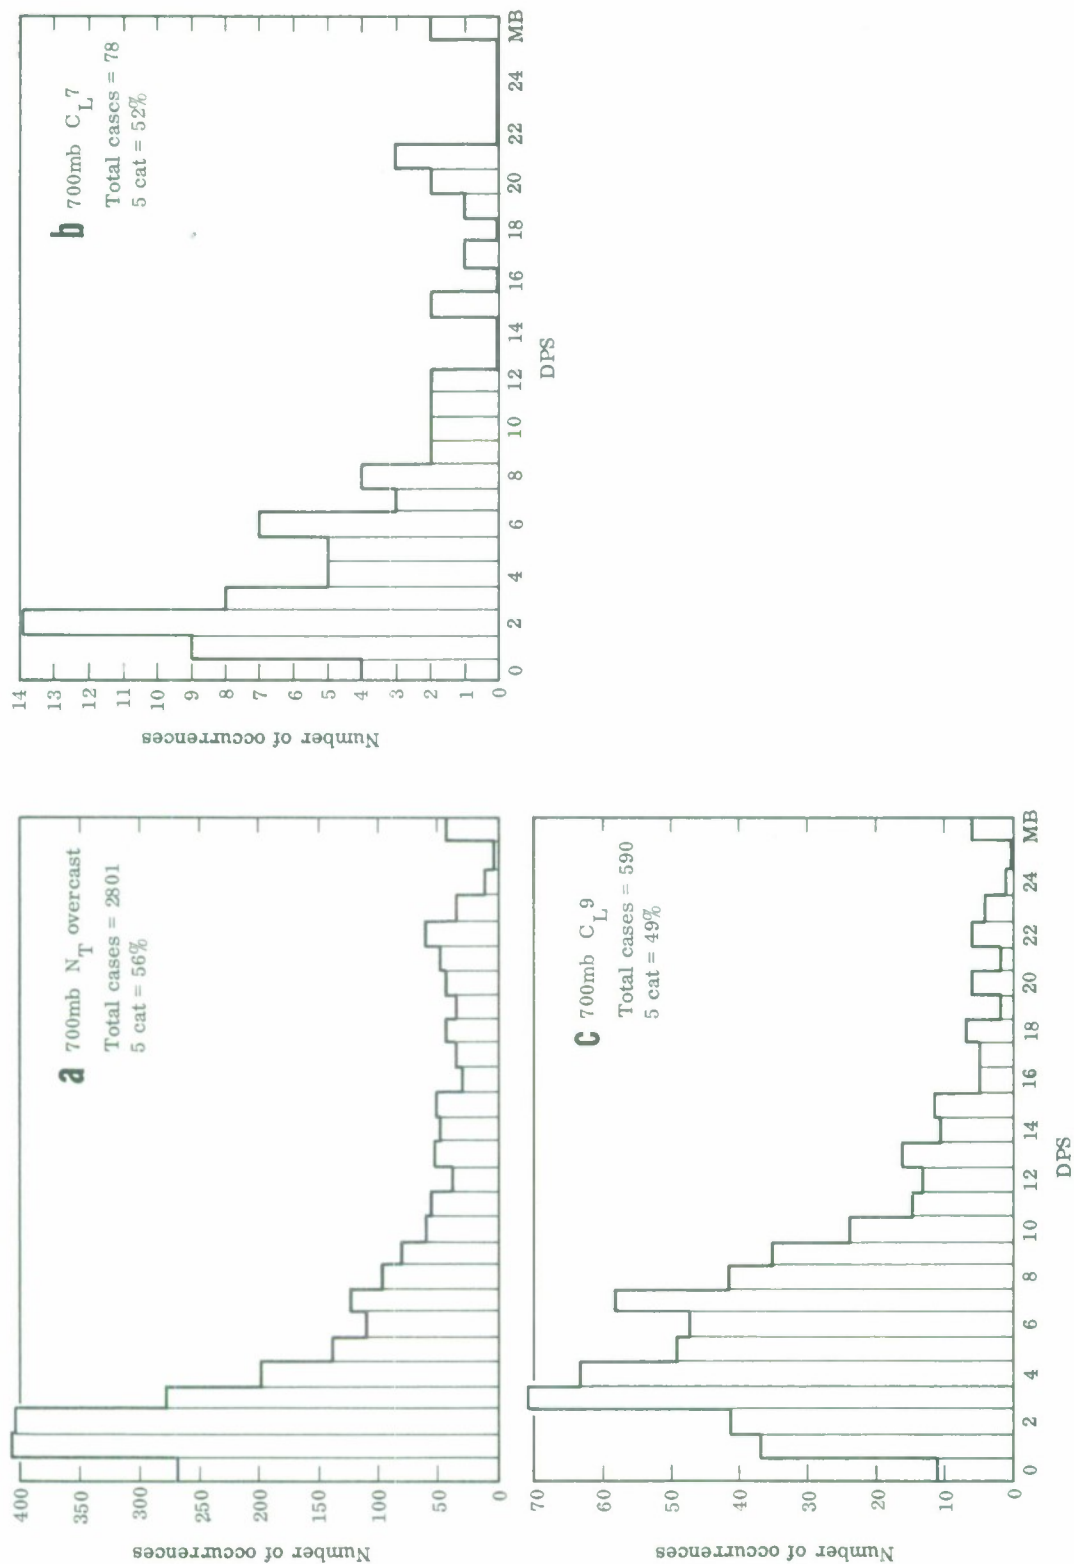 a 700mb N_T overcast
Total cases = 2801
5 cat = 56%
Number of occurrences
400
350
300
250
200
150
100
50
0
b 700mb C_L 7
Total cases = 78
5 cat = 52%
Number of occurrences
14
13
12
11
10
9
8
7
6
5
4
3
2
1
0
0 2 4 6 8 10 12 14 16 18 20 22 24 MB
DPS
c 700mb C_L 9
Total cases = 590
5 cat = 49%
Number of occurrences
70
60
50
40
30
20
10
0
0 2 4 6 8 10 12 14 16 18 20 22 24 MB
DPS